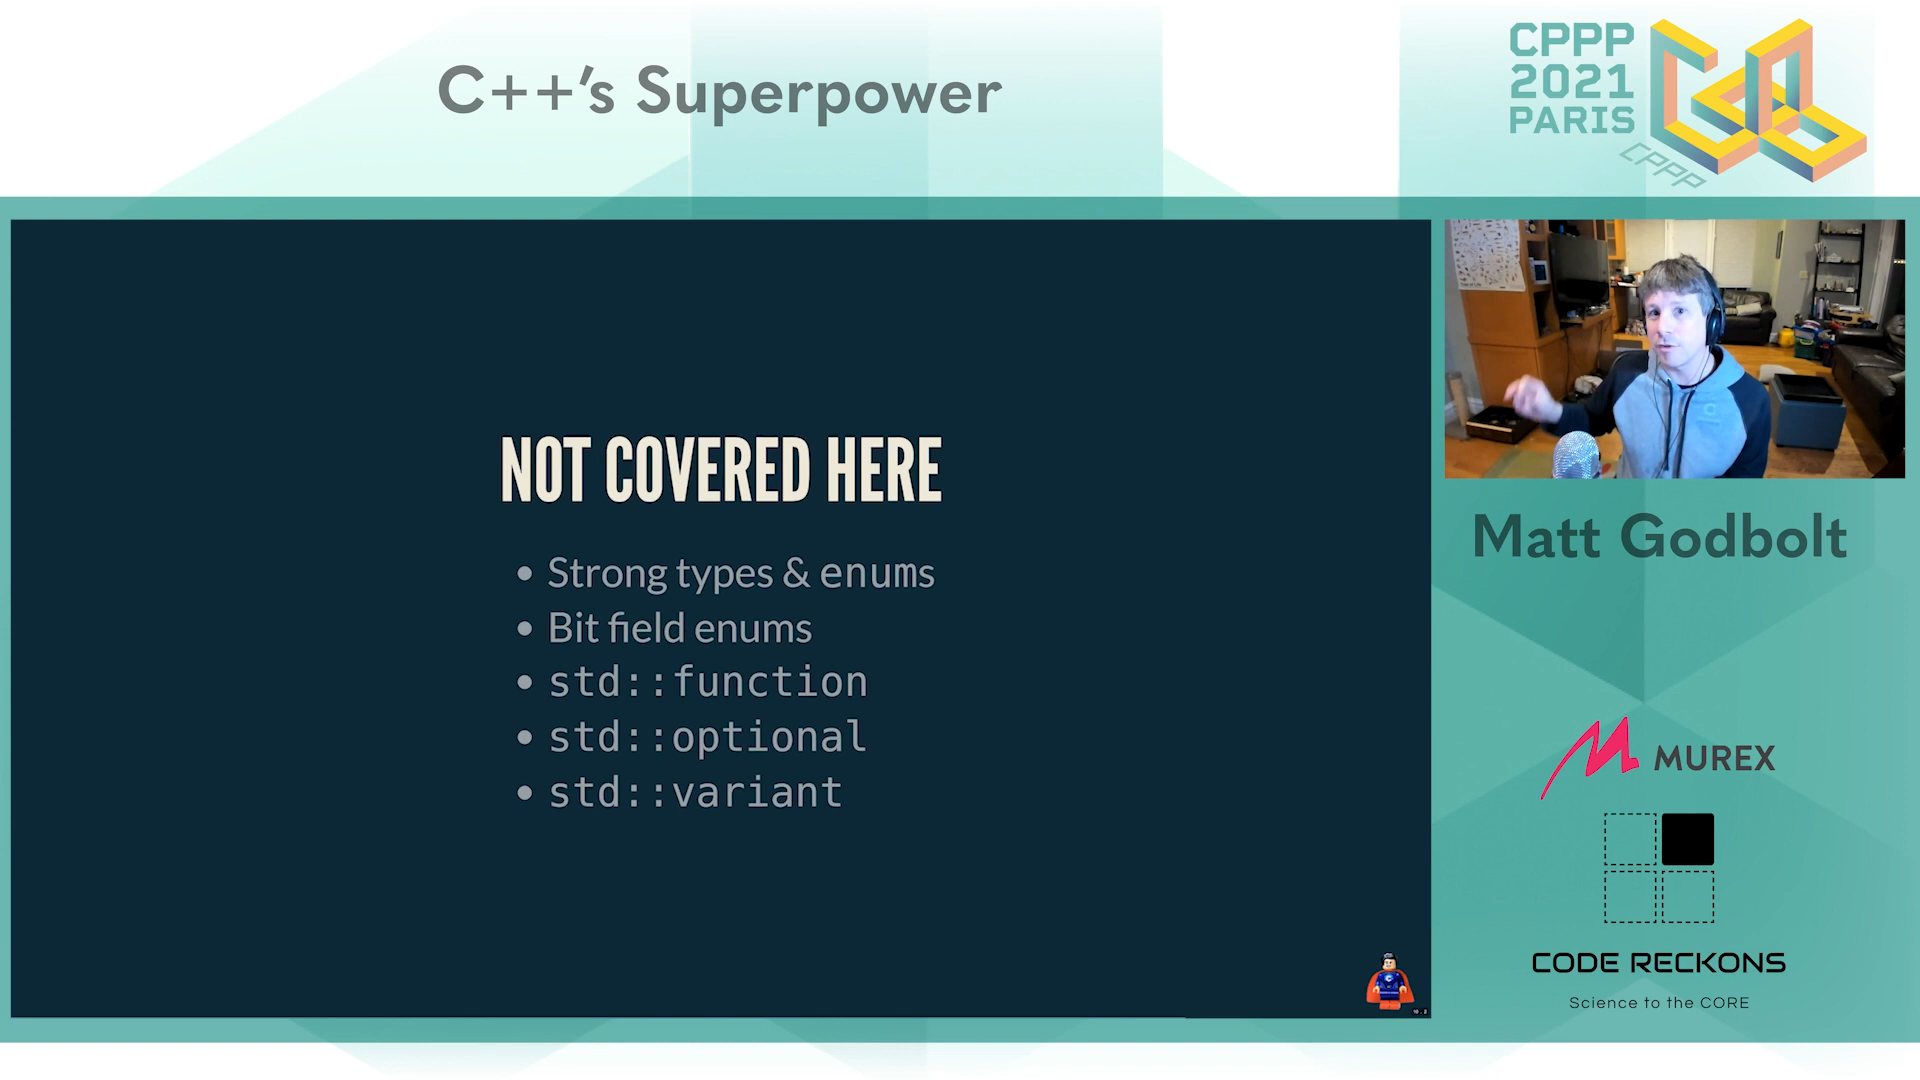 C++’s Superpower
CPPP
2021
PARIS
CPPP
NOT COVERED HERE
• Strong types & enums
• Bit field enums
• std::function
• std::optional
• std::variant
Matt Godbolt
MUREX
CODE RECKONS
Science to the CORE